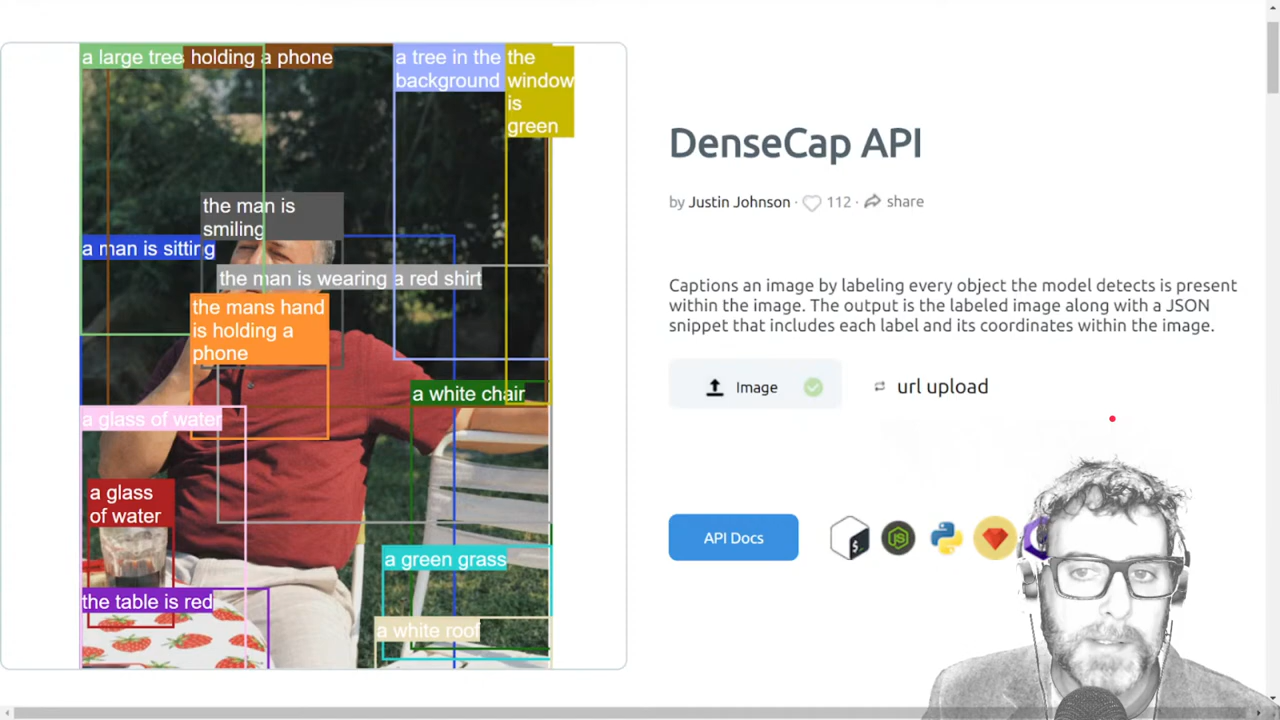 a large tree
holding a phone
a tree in the
background
the
window
is
green
the man is
smiling
a man is sitting
the man is wearing a red shirt
the mans hand
is holding a
phone
a white chair
a glass of water
a glass
of water
a green grass
the table is red
a white roof
DenseCap API
by Justin Johnson · 112 · share
Captions an image by labeling every object the model detects is present
within the image. The output is the labeled image along with a JSON
snippet that includes each label and its coordinates within the image.
Image
url upload
API Docs
$_
JS